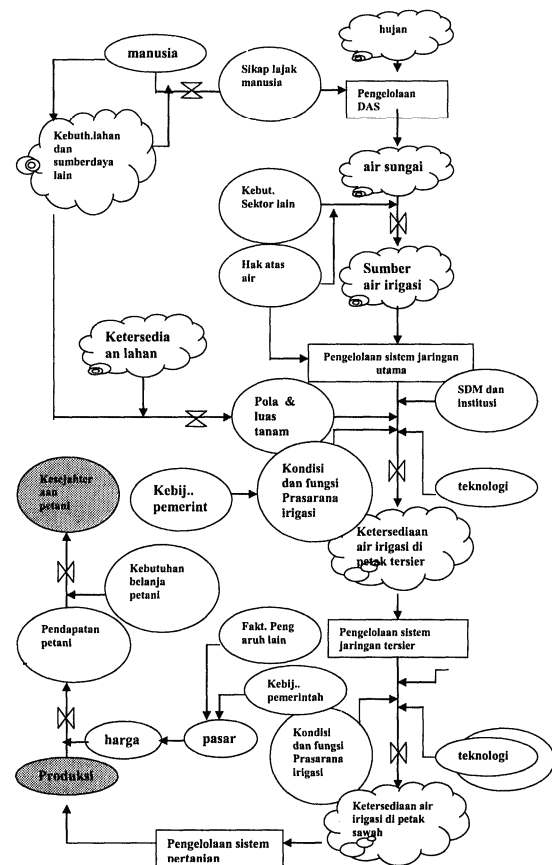 hujan
manusia
Sikap lajak
manusia
Pengelolaan
DAS
Kebuth.lahan
dan
sumberdaya
lain
air sungai
Kebut.
Sektor lain
Hak atas
air
Sumber
air irigasi
Ketersedia
an lahan
Pengelolaan sistem jaringan
utama
SDM dan
institusi
Pola &
luas
tanam
Kesejahter
aan
petani
Kebij..
pemerint
Kondisi
dan fungsi
Prasarana
irigasi
teknologi
Ketersediaan
air irigasi di
petak tersier
Kebutuhan
belanja
petani
Pendapatan
petani
Fakt. Peng
aruh lain
Pengelolaan sistem
jaringan tersier
Kebij..
pemerintah
harga
pasar
Kondisi
dan fungsi
Prasarana
irigasi
teknologi
Produksi
Ketersediaan air
irigasi di petak
sawah
Pengelolaan sistem
pertanian